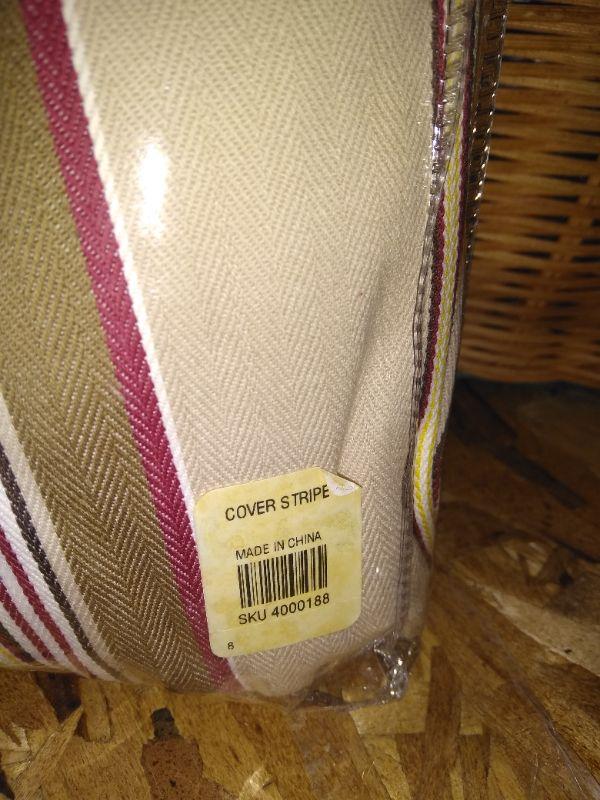 COVER STRIPE
MADE IN CHINA
SKU 4000188
8